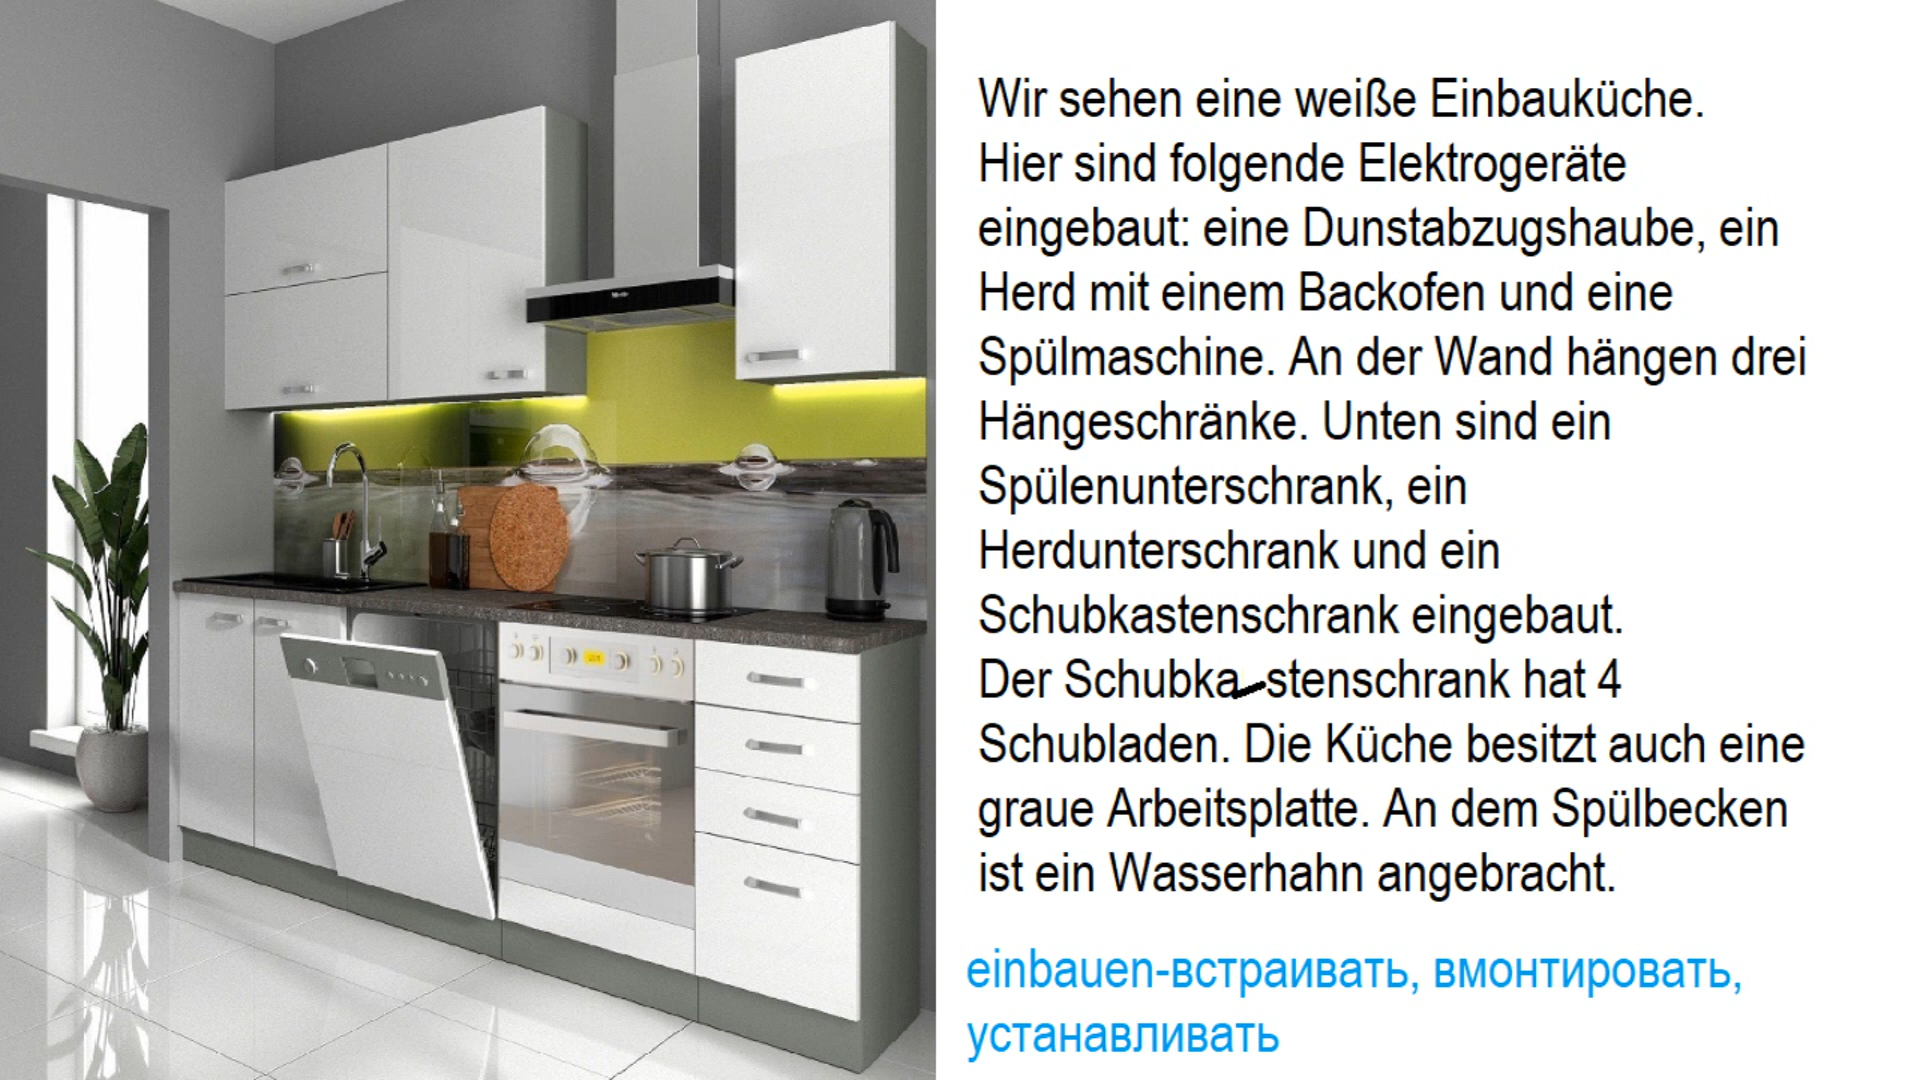 Wir sehen eine weiße Einbauküche.
Hier sind folgende Elektrogeräte
eingebaut: eine Dunstabzugshaube, ein
Herd mit einem Backofen und eine
Spülmaschine. An der Wand hängen drei
Hängeschränke. Unten sind ein
Spülenunterschrank, ein
Herdunterschrank und ein
Schubkastenschrank eingebaut.
Der Schubka-stenschrank hat 4
Schubladen. Die Küche besitzt auch eine
graue Arbeitsplatte. An dem Spülbecken
ist ein Wasserhahn angebracht.
einbauen-встраивать, вмонтировать,
устанавливать